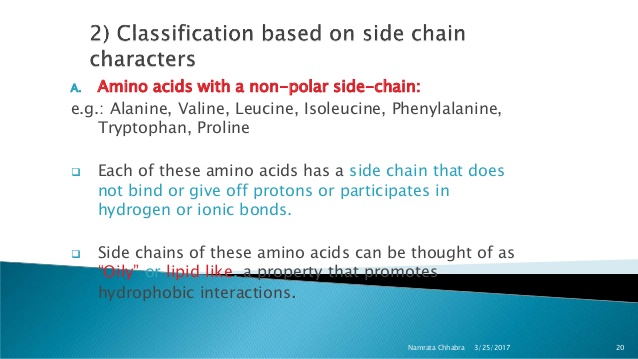 2) Classification based on side chain
characters
A. Amino acids with a non-polar side-chain:
e.g.: Alanine, Valine, Leucine, Isoleucine, Phenylalanine,
Tryptophan, Proline
❑ Each of these amino acids has a side chain that does
not bind or give off protons or participates in
hydrogen or ionic bonds.
❑ Side chains of these amino acids can be thought of as
"Oily" or lipid like, a property that promotes
hydrophobic interactions.
Namrata Chhabra 3/25/2017 20